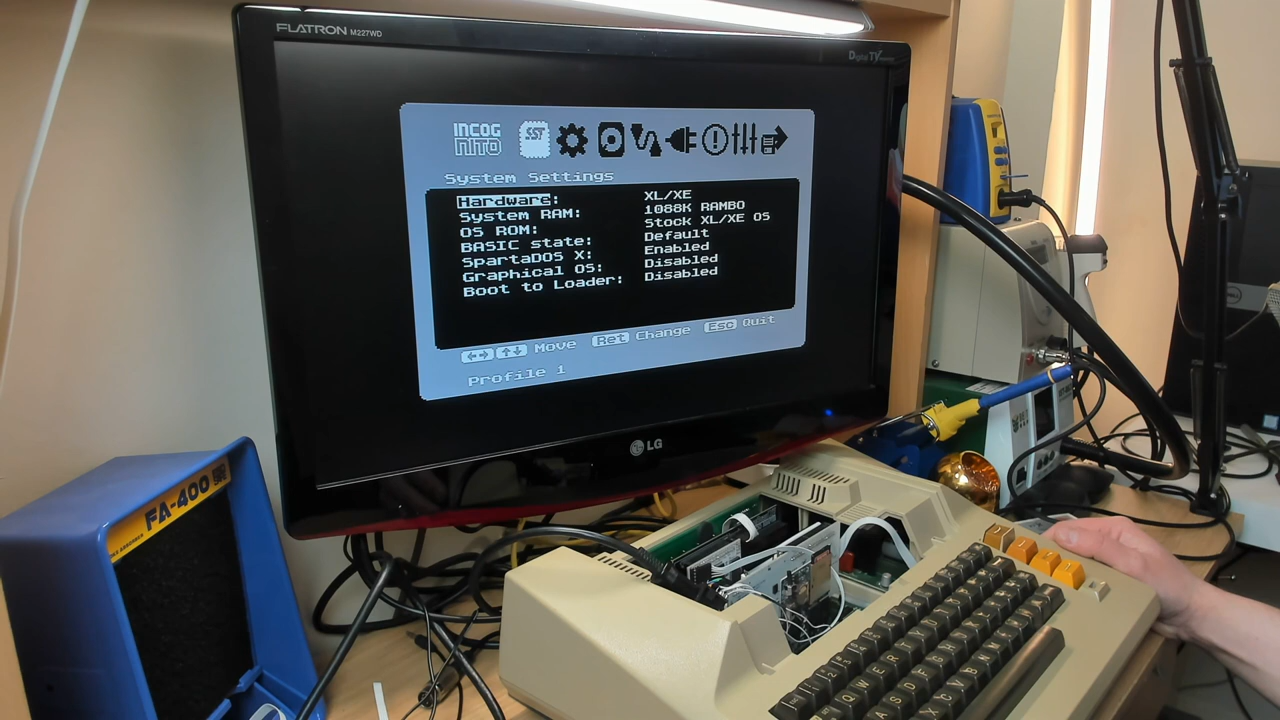 FLATRON M227WD
Digital TV
INCOG
NITO
SST
System Settings
Hardware: XL/XE
System RAM: 1088K RAMBO
OS ROM: Stock XL/XE OS
BASIC state: Default
SpartaDOS X: Enabled
Graphical OS: Disabled
Boot to Loader: Disabled
Move Ret Change Esc Quit
Profile 1
LG
FA-400
ABSORBER
DELL